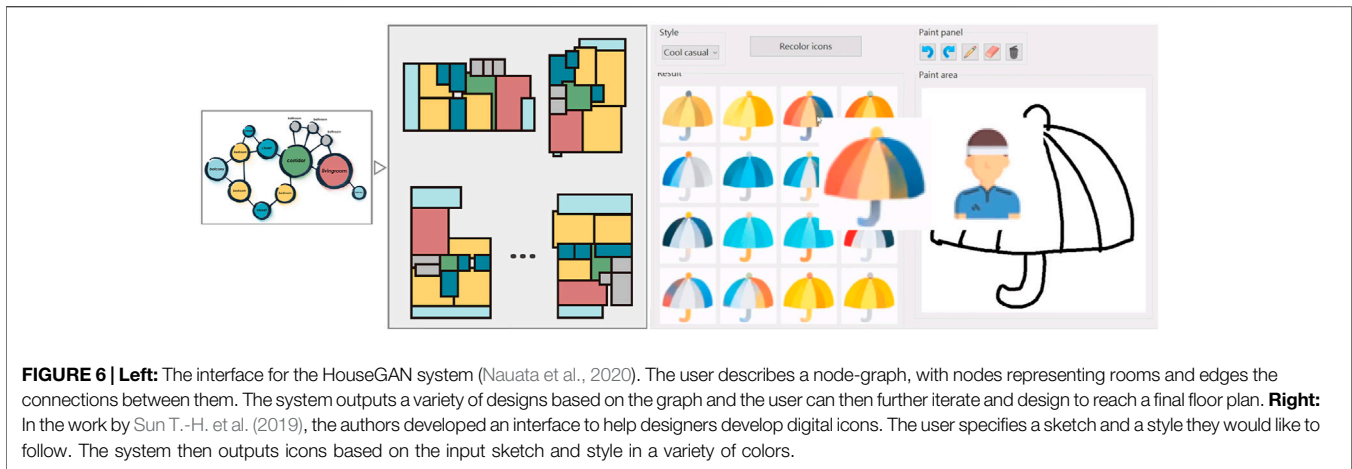 corridor
livingroom
Style
Cool casual
Recolor icons
Result
Paint panel
Paint area
FIGURE 6 | Left: The interface for the HouseGAN system (Nauata et al., 2020). The user describes a node-graph, with nodes representing rooms and edges the
connections between them. The system outputs a variety of designs based on the graph and the user can then further iterate and design to reach a final floor plan. Right:
In the work by Sun T.-H. et al. (2019), the authors developed an interface to help designers develop digital icons. The user specifies a sketch and a style they would like to
follow. The system then outputs icons based on the input sketch and style in a variety of colors.